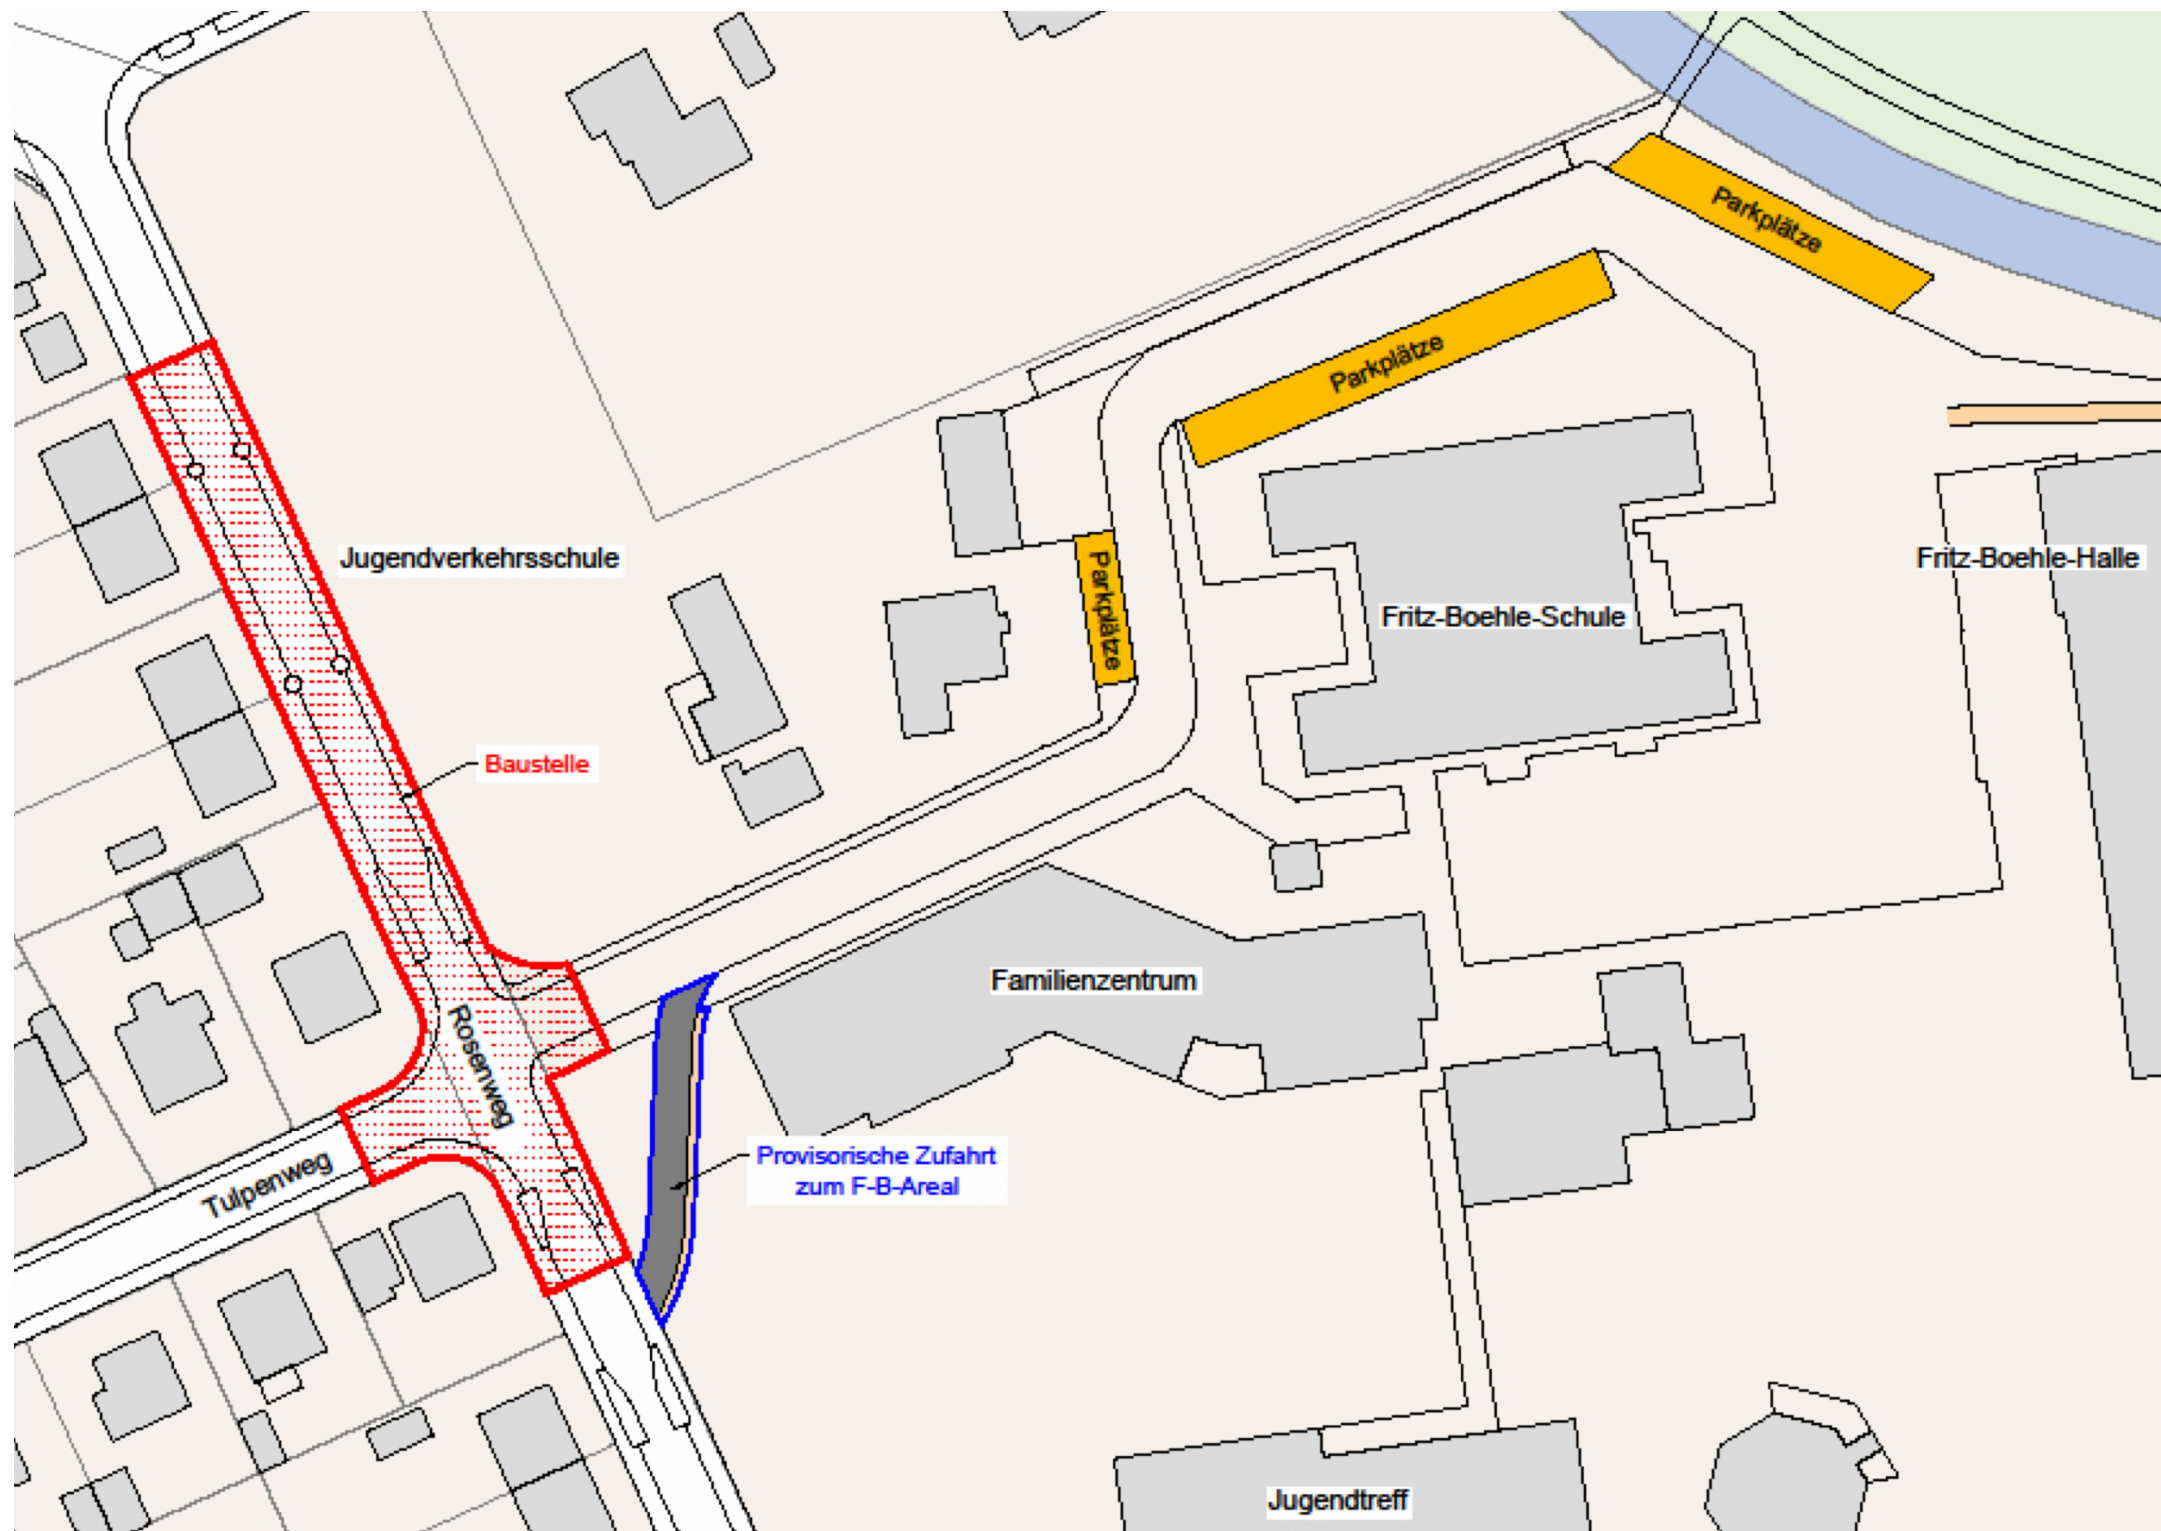 Parkplätze
Parkplätze
Jugendverkehrsschule
Fritz-Boehle-Halle
Parkplätze
Fritz-Boehle-Schule
Baustelle
Familienzentrum
Rosenweg
Provisorische Zufahrt
zum F-B-Areal
Tulpenweg
Jugendtreff